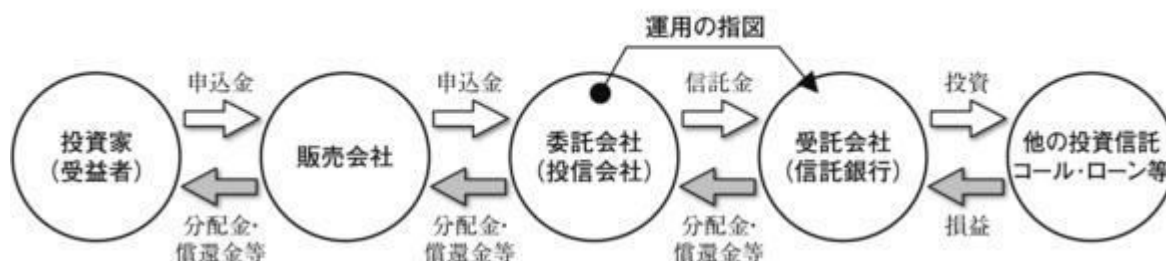 運用の指図
申込金
申込金
信託金
投資
投資家
(受益者)
販売会社
委託会社
(投信会社)
受託会社
(信託銀行)
他の投資信託
コール・ローン等
分配金・
償還金等
分配金・
償還金等
分配金・
償還金等
損益